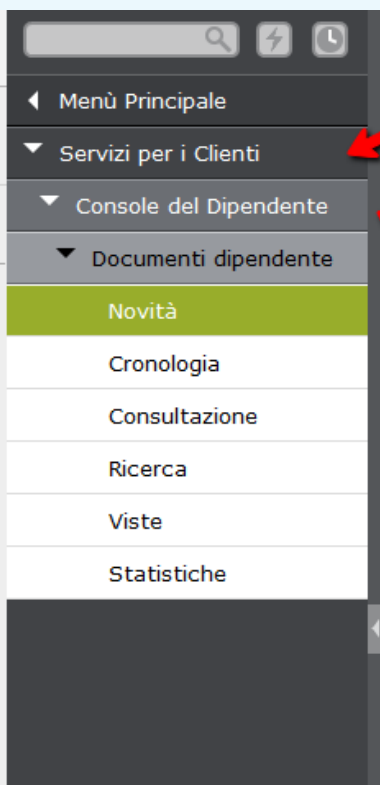 Menù Principale
Servizi per i Clienti
Console del Dipendente
Documenti dipendente
Novità
Cronologia
Consultazione
Ricerca
Viste
Statistiche